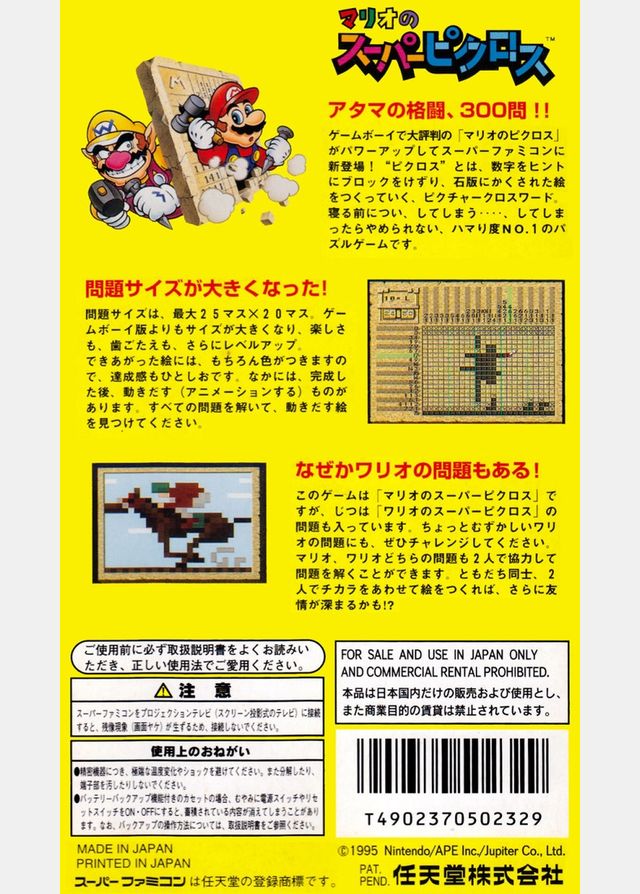 マリオの
スーパーピクロス™
アタマの格闘、300問!!
ゲームボーイで大評判の「マリオのピクロス」
がパワーアップしてスーパーファミコンに
新登場!“ピクロス”とは、数字をヒント
にブロックをけずり、石版にかくされた絵
をつくっていく、ピクチャークロスワード。
寝る前につい、してしまう‥‥、してしま
ったらやめられない、ハマり度NO.1のパ
ズルゲームです。
問題サイズが大きくなった!
問題サイズは、最大25マス×20マス。ゲー
ムボーイ版よりもサイズが大きくなり、楽しさ
も、歯ごたえも、さらにレベルアップ。
できあがった絵には、もちろん色がつきますの
で、達成感もひとしおです。なかには、完成し
た後、動きだす(アニメーションする)ものが
あります。すべての問題を解いて、動きだす絵
を見つけてください。
なぜかワリオの問題もある!
このゲームは「マリオのスーパーピクロス」で
すが、じつは「ワリオのスーパーピクロス」の
問題も入っています。ちょっとむずかしいワリ
オの問題にも、ぜひチャレンジしてください。
マリオ、ワリオどちらの問題も2人で協力して
問題を解くことができます。ともだち同士、2
人でチカラをあわせて絵をつくれば、さらに友
情が深まるかも!?
ご使用前に必ず取扱説明書をよくお読みい
ただき、正しい使用法でご愛用ください。
注意
スーパーファミコンをプロジェクションテレビ(スクリーン投影式のテレビ)に接続
すると、残像現象(画面ヤケ)が生ずるため、接続しないでください。
使用上のおねがい
●精密機器につき、極端な温度変化やショックを避けてください。また分解したり、
端子部を汚したりしないでください。
●バッテリーバックアップ機能付きのカセットの場合、むやみに電源スイッチやリセ
ットスイッチをON・OFFにすると、蓄積されている内容が消えてしまうことがあり
ます。なお、バックアップの操作方法については、取扱説明書をご参照ください。
MADE IN JAPAN
PRINTED IN JAPAN
スーパーファミコンは任天堂の登録商標です。
FOR SALE AND USE IN JAPAN ONLY
AND COMMERCIAL RENTAL PROHIBITED.
本品は日本国内だけの販売および使用とし、
また商業目的の賃貸は禁止されています。
T4902370502329
©1995 Nintendo/APE Inc./Jupiter Co., Ltd.
PAT.
PEND.
任天堂株式会社